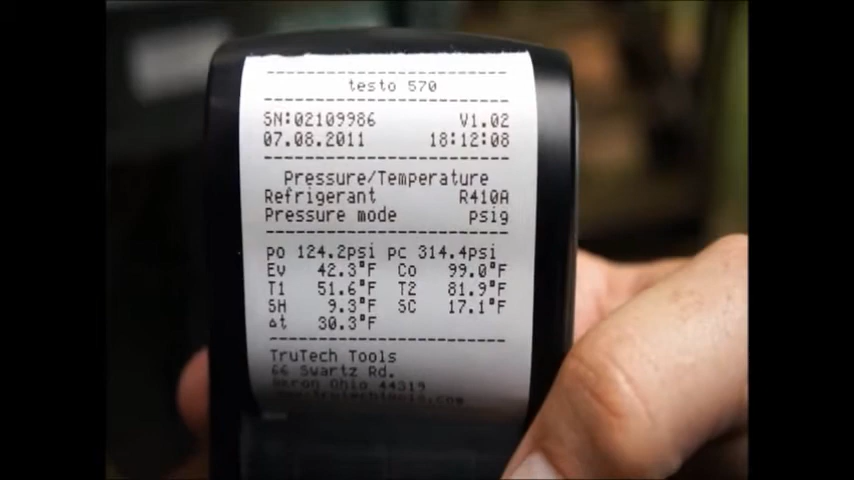 testo 570
SN:02109986 V1.02
07.08.2011 18:12:08
Pressure/Temperature
Refrigerant R410A
Pressure mode psig
po 124.2psi pc 314.4psi
Ev 42.3°F Co 99.0°F
T1 51.6°F T2 81.9°F
SH 9.3°F SC 17.1°F
△t 30.3°F
TruTech Tools
66 Swartz Rd.
Akron Ohio 44319